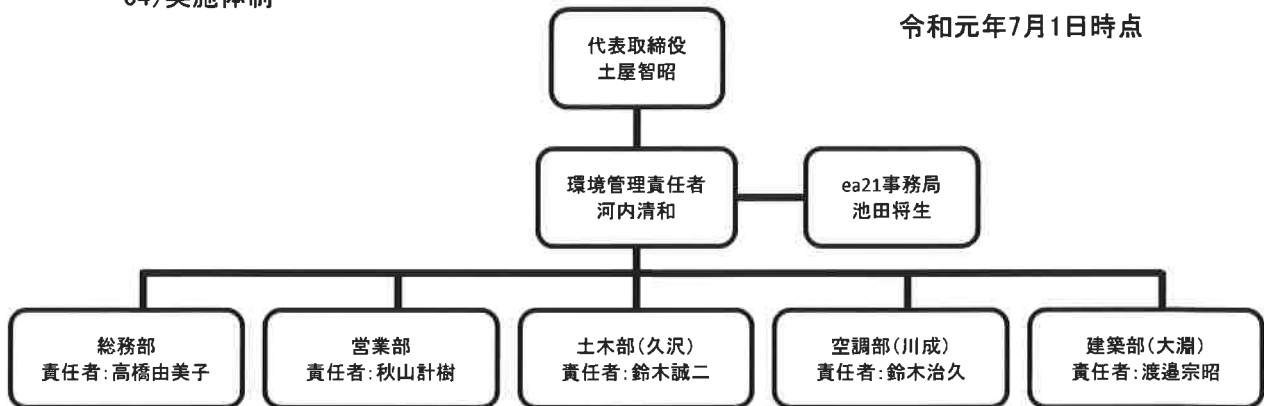 04)実施体制
令和元年7月1日時点
代表取締役
土屋智昭
環境管理責任者
河内清和
ea21事務局
池田将生
総務部
責任者:高橋由美子
営業部
責任者:秋山計樹
土木部(久沢)
責任者:鈴木誠二
空調部(川成)
責任者:鈴木治久
建築部(大淵)
責任者:渡邉宗昭